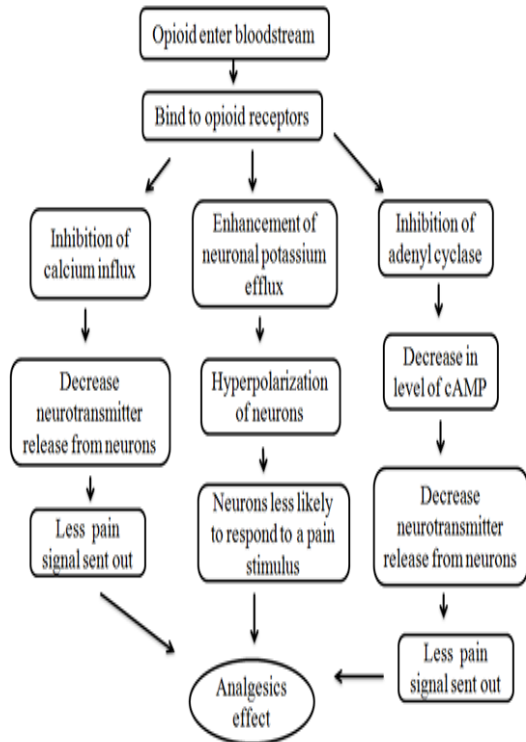 Opioid enter bloodstream
Bind to opioid receptors
Inhibition of
calcium influx
Decrease
neurotransmitter
release from neurons
Less pain
signal sent out
Enhancement of
neuronal potassium
efflux
Hyperpolarization
of neurons
Neurons less likely
to respond to a pain
stimulus
Inhibition of
adenyl cyclase
Decrease in
level of cAMP
Decrease
neurotransmitter
release from neurons
Less pain
signal sent out
Analgesics
effect